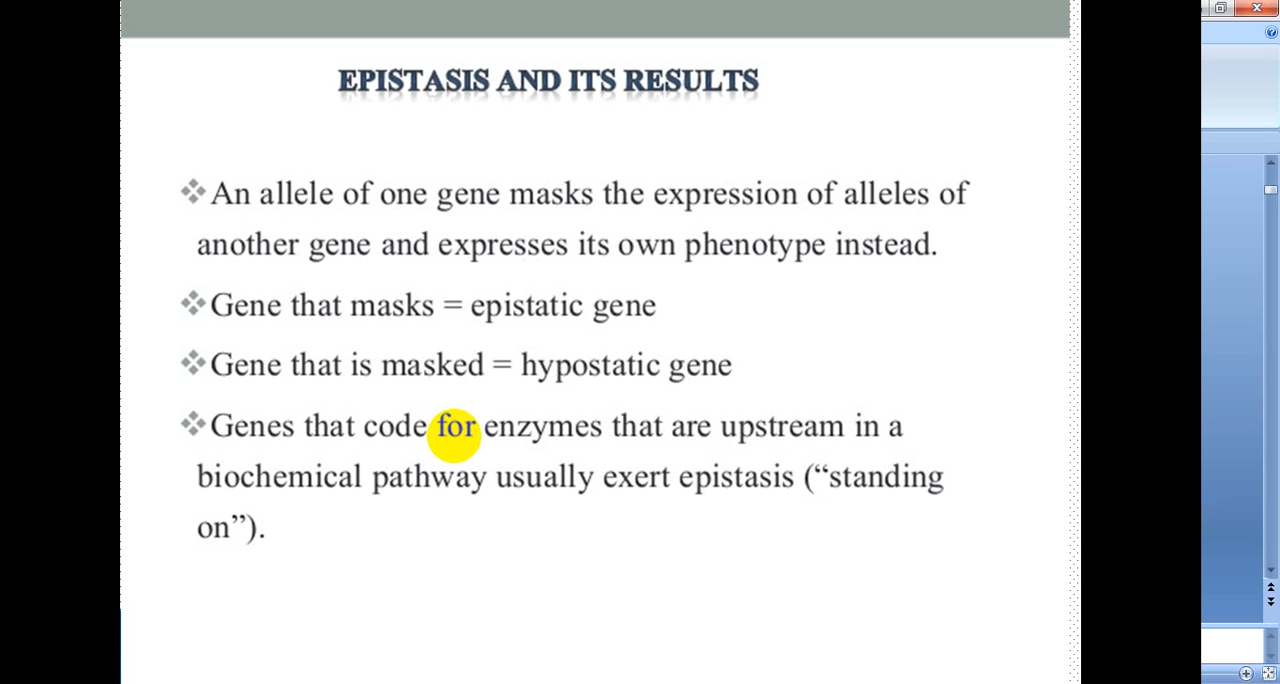 EPISTASIS AND ITS RESULTS
An allele of one gene masks the expression of alleles of
another gene and expresses its own phenotype instead.
Gene that masks = epistatic gene
Gene that is masked = hypostatic gene
Genes that code for enzymes that are upstream in a
biochemical pathway usually exert epistasis (“standing
on”).